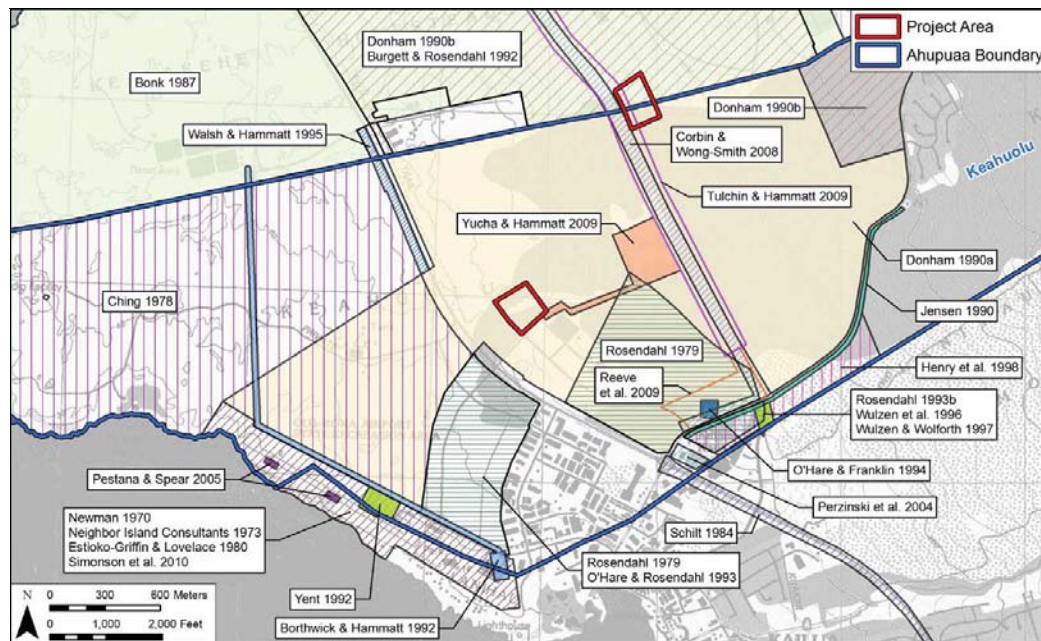 Project Area
Ahupuaa Boundary
Donham 1990b
Burgett & Rosendahl 1992
Bonk 1987
Donham 1990b
Walsh & Hammatt 1995
Corbin &
Wong-Smith 2008
Keahuolu
Tulchin & Hammatt 2009
Yucha & Hammatt 2009
Donham 1990a
Ching 1978
Jensen 1990
Rosendahl 1979
Henry et al. 1998
Reeve
et al. 2009
Rosendahl 1993b
Wulzen et al. 1996
Wulzen & Wolforth 1997
O'Hare & Franklin 1994
Pestana & Spear 2005
Perzinski et al. 2004
Newman 1970
Neighbor Island Consultants 1973
Estioko-Griffin & Lovelace 1980
Simonson et al. 2010
Schilt 1984
Rosendahl 1979
O'Hare & Rosendahl 1993
Yent 1992
Borthwick & Hammatt 1992
Lighthouse
N
0 300 600 Meters
0 1,000 2,000 Feet